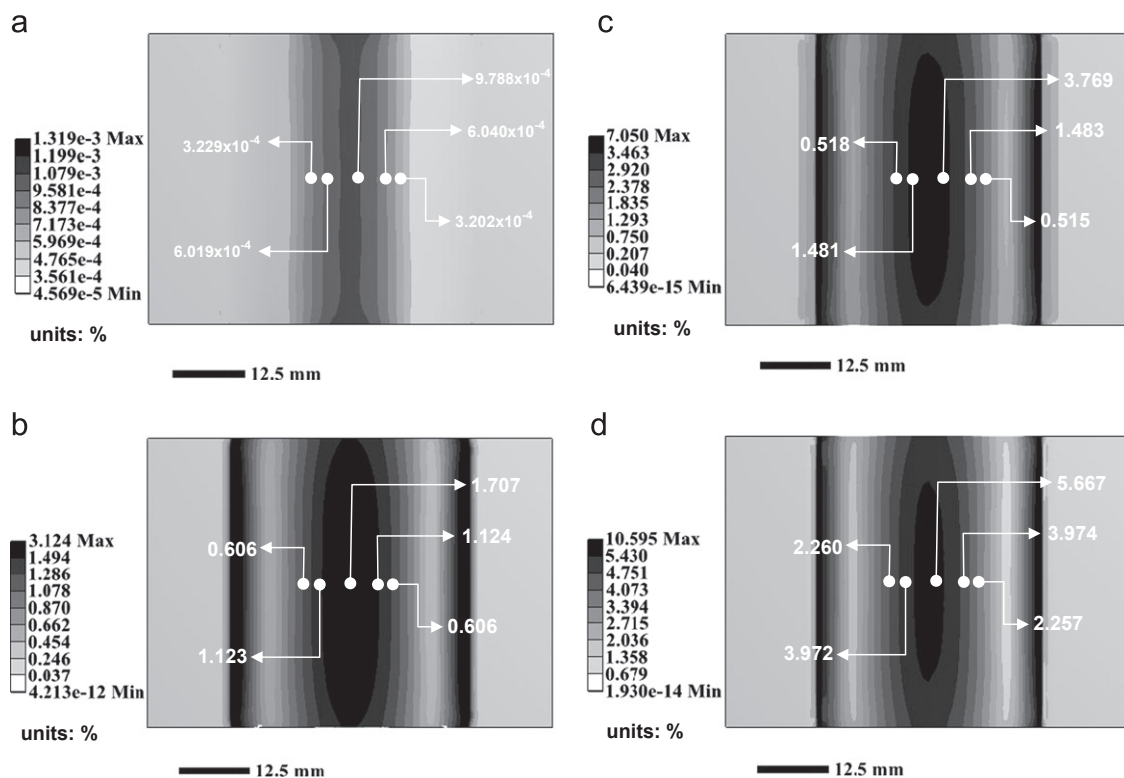 a
1.319e-3 Max
1.199e-3
1.079e-3
9.581e-4
8.377e-4
7.173e-4
5.969e-4
4.765e-4
3.561e-4
4.569e-5 Min
units: %
9.788x10⁻⁴
6.040x10⁻⁴
3.229x10⁻⁴
3.202x10⁻⁴
6.019x10⁻⁴
12.5 mm
c
7.050 Max
3.463
2.920
2.378
1.835
1.293
0.750
0.207
0.040
6.439e-15 Min
units: %
3.769
1.483
0.518
0.515
1.481
12.5 mm
b
3.124 Max
1.494
1.286
1.078
0.870
0.662
0.454
0.246
0.037
4.213e-12 Min
units: %
1.707
1.124
0.606
0.606
1.123
12.5 mm
d
10.595 Max
5.430
4.751
4.073
3.394
2.715
2.036
1.358
0.679
1.930e-14 Min
units: %
5.667
3.974
2.260
2.257
3.972
12.5 mm